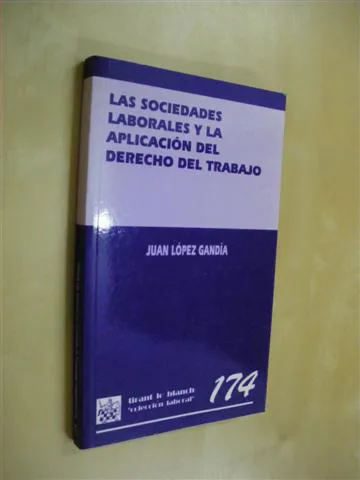 LAS SOCIEDADES
LABORALES Y LA
APLICACIÓN DEL
DERECHO DEL TRABAJO
JUAN LÓPEZ GANDÍA
tirant lo blanch
"colección laboral"
174